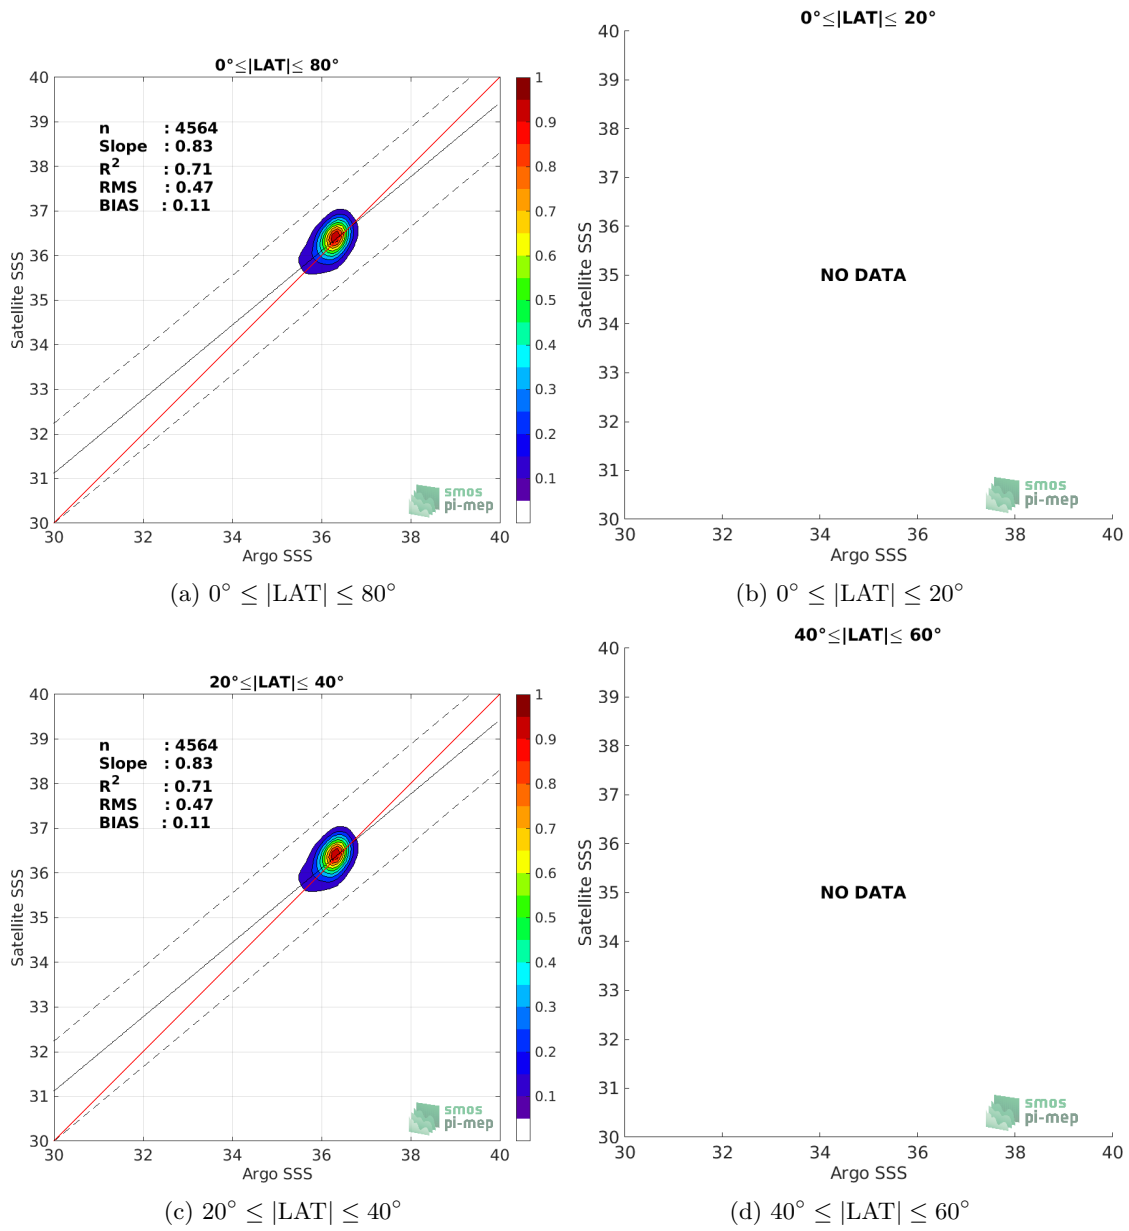 0°≤|LAT|≤ 80°
40
39
38
37
36
35
34
33
32
31
30
Satellite SSS
n : 4564
Slope : 0.83
R² : 0.71
RMS : 0.47
BIAS : 0.11
smos
pi-mep
30 32 34 36 38 40
Argo SSS
1
0.9
0.8
0.7
0.6
0.5
0.4
0.3
0.2
0.1
(a) 0° ≤ |LAT| ≤ 80°
0°≤|LAT|≤ 20°
40
39
38
37
36
35
34
33
32
31
30
Satellite SSS
NO DATA
smos
pi-mep
30 32 34 36 38 40
Argo SSS
(b) 0° ≤ |LAT| ≤ 20°
20°≤|LAT|≤ 40°
40
39
38
37
36
35
34
33
32
31
30
Satellite SSS
n : 4564
Slope : 0.83
R² : 0.71
RMS : 0.47
BIAS : 0.11
smos
pi-mep
30 32 34 36 38 40
Argo SSS
1
0.9
0.8
0.7
0.6
0.5
0.4
0.3
0.2
0.1
(c) 20° ≤ |LAT| ≤ 40°
40°≤|LAT|≤ 60°
40
39
38
37
36
35
34
33
32
31
30
Satellite SSS
NO DATA
smos
pi-mep
30 32 34 36 38 40
Argo SSS
(d) 40° ≤ |LAT| ≤ 60°